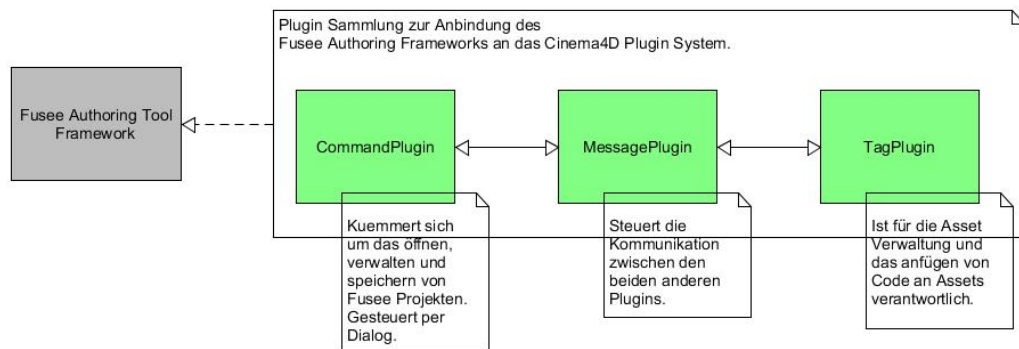 Plugin Sammlung zur Anbindung des
Fusee Authoring Frameworks an das Cinema4D Plugin System.
Fusee Authoring Tool
Framework
CommandPlugin
MessagePlugin
TagPlugin
Kuemmert sich
um das öffnen,
verwalten und
speichern von
Fusee Projekten.
Gesteuert per
Dialog.
Steuert die
Kommunikation
zwischen den
beiden anderen
Plugins.
Ist für die Asset
Verwaltung und
das anfügen von
Code an Assets
verantwortlich.